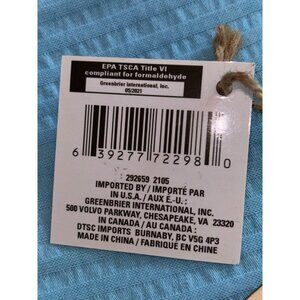 EPA TSCA Title VI
compliant for formaldehyde
Greenbrier International, Inc.
05/2021
6 39277 72298 0
: 292659 2105
IMPORTED BY / IMPORTÉ PAR
IN U.S.A. / AUX E.-U. :
GREENBRIER INTERNATIONAL, INC.
500 VOLVO PARKWAY, CHESAPEAKE, VA 23320
IN CANADA / AU CANADA :
DTSC IMPORTS BURNABY, BC V5G 4P3
MADE IN CHINA / FABRIQUÉ EN CHINE